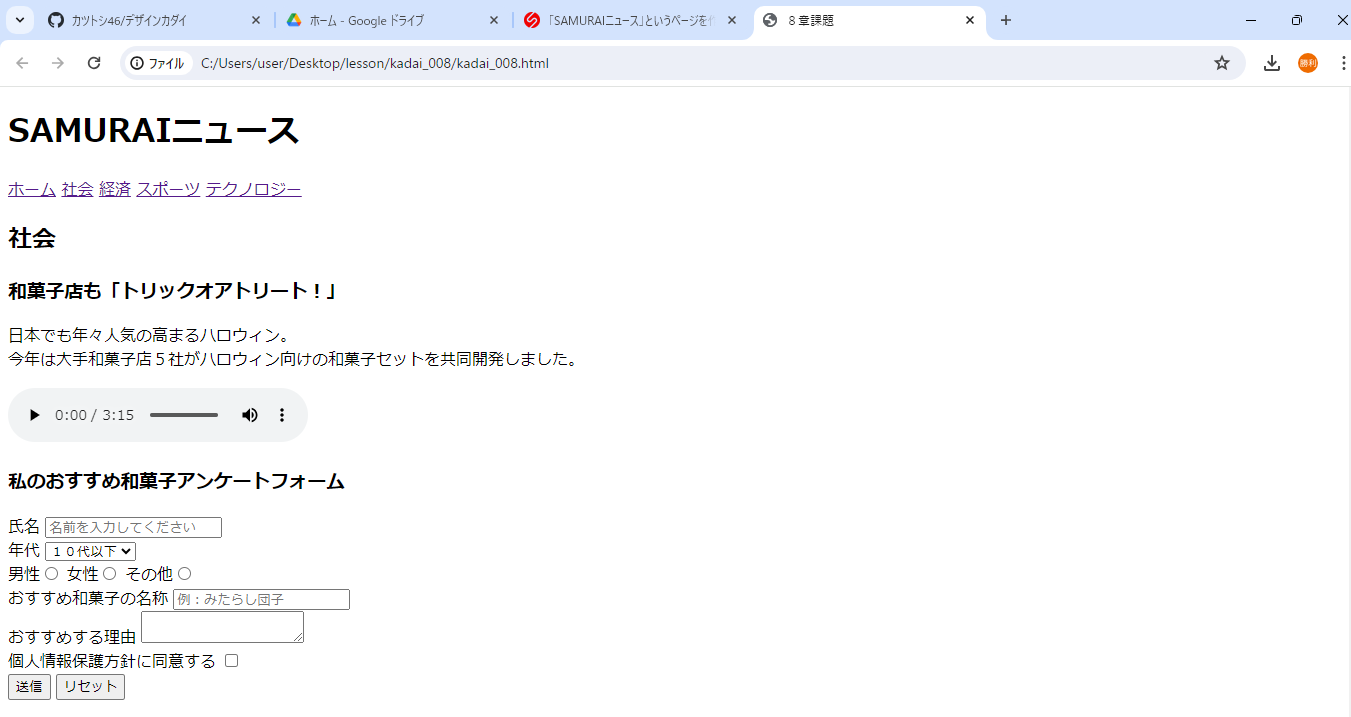 カツトシ46/デザインカダイ
ホーム - Google ドライブ
「SAMURAIニュース」というページを作
8章課題
ファイル
C:/Users/user/Desktop/lesson/kadai_008/kadai_008.html
勝利
SAMURAIニュース
ホーム 社会 経済 スポーツ テクノロジー
社会
和菓子店も「トリックオアトリート！」
日本でも年々人気の高まるハロウィン。
今年は大手和菓子店５社がハロウィン向けの和菓子セットを共同開発しました。
0:00 / 3:15
私のおすすめ和菓子アンケートフォーム
氏名 名前を入力してください
年代 １０代以下
男性 女性 その他
おすすめ和菓子の名称 例：みたらし団子
おすすめする理由
個人情報保護方針に同意する
送信 リセット